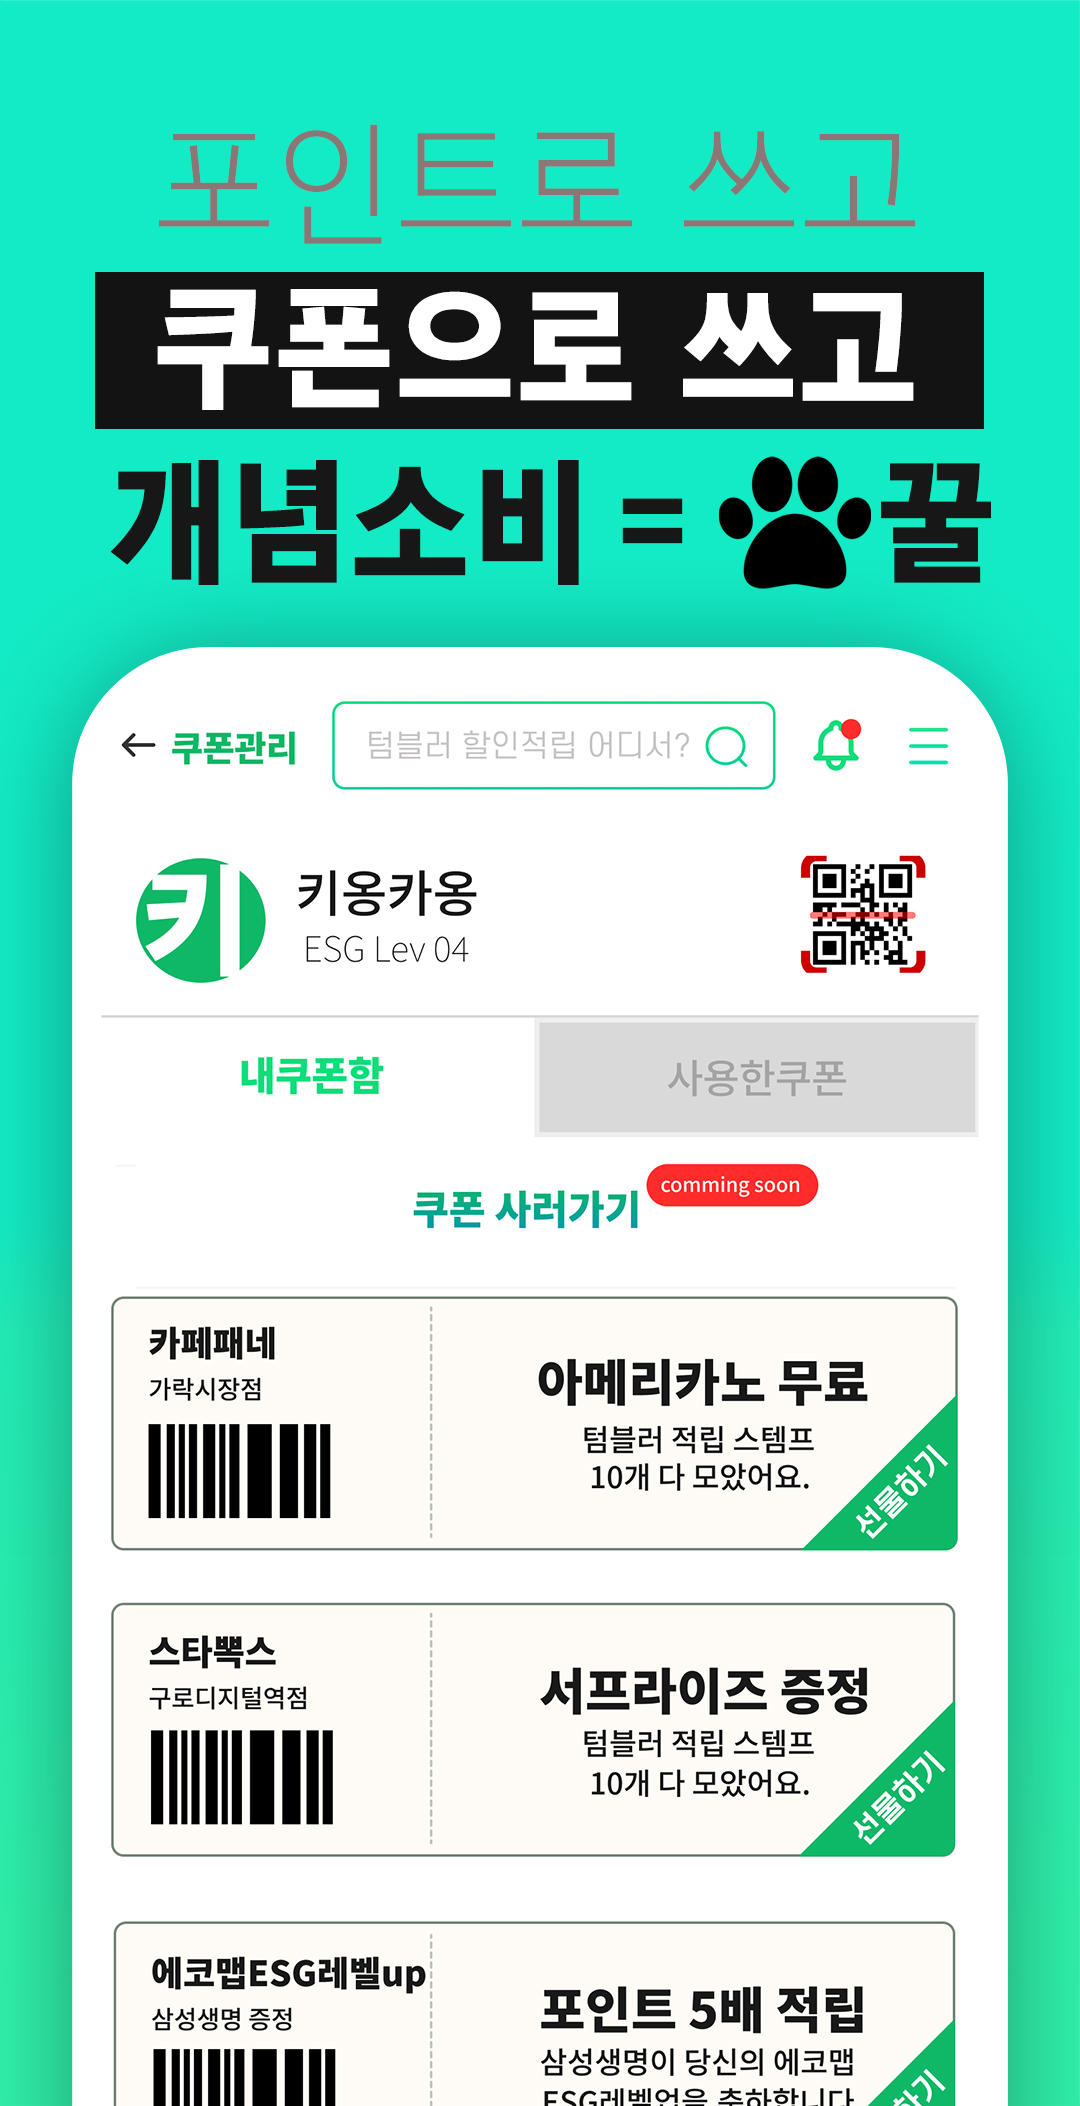 포인트로 쓰고
쿠폰으로 쓰고
개념소비 = 꿀
쿠폰관리
텀블러 할인적립 어디서?
키
키옹카옹
ESG Lev 04
내쿠폰함
사용한쿠폰
쿠폰 사러가기
comming soon
카페패네
가락시장점
아메리카노 무료
텀블러 적립 스템프
10개 다 모았어요.
선물하기
스타뽁스
구로디지털역점
서프라이즈 증정
텀블러 적립 스템프
10개 다 모았어요.
선물하기
에코맵ESG레벨up
삼성생명 증정
포인트 5배 적립
삼성생명이 당신의 에코맵
ESG레벨업을 축하합니다
하기